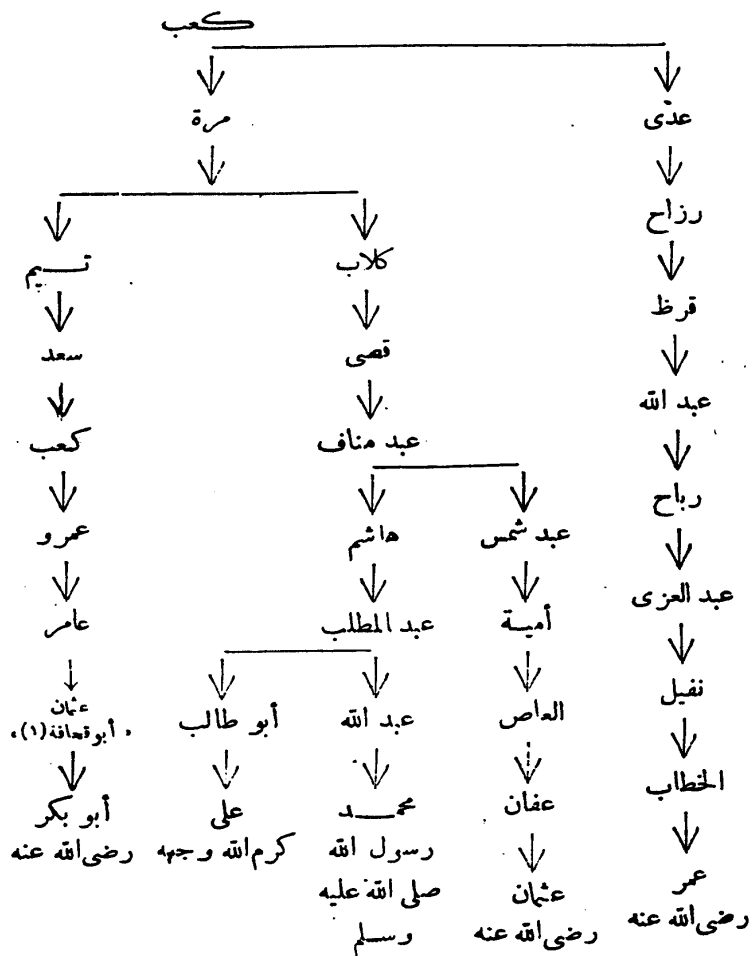 كعب
عدّى
مرة
رزاح
كلاب
تسيم
قرظ
قصى
سعد
عبد الله
عبد مناف
كعب
رباح
عبد شمس
هاشم
عمرو
عبد العزى
أمية
عبد المطلب
عامر
نفيل
العاص
عبد الله
أبو طالب
عثمان
« أبو قحافة (١) »
الخطاب
عفان
محمد
رسول الله
صلى الله عليه
وسلم
على
كرم الله وجهه
أبو بكر
رضى الله عنه
عمر
رضى الله عنه
عثمان
رضى الله عنه